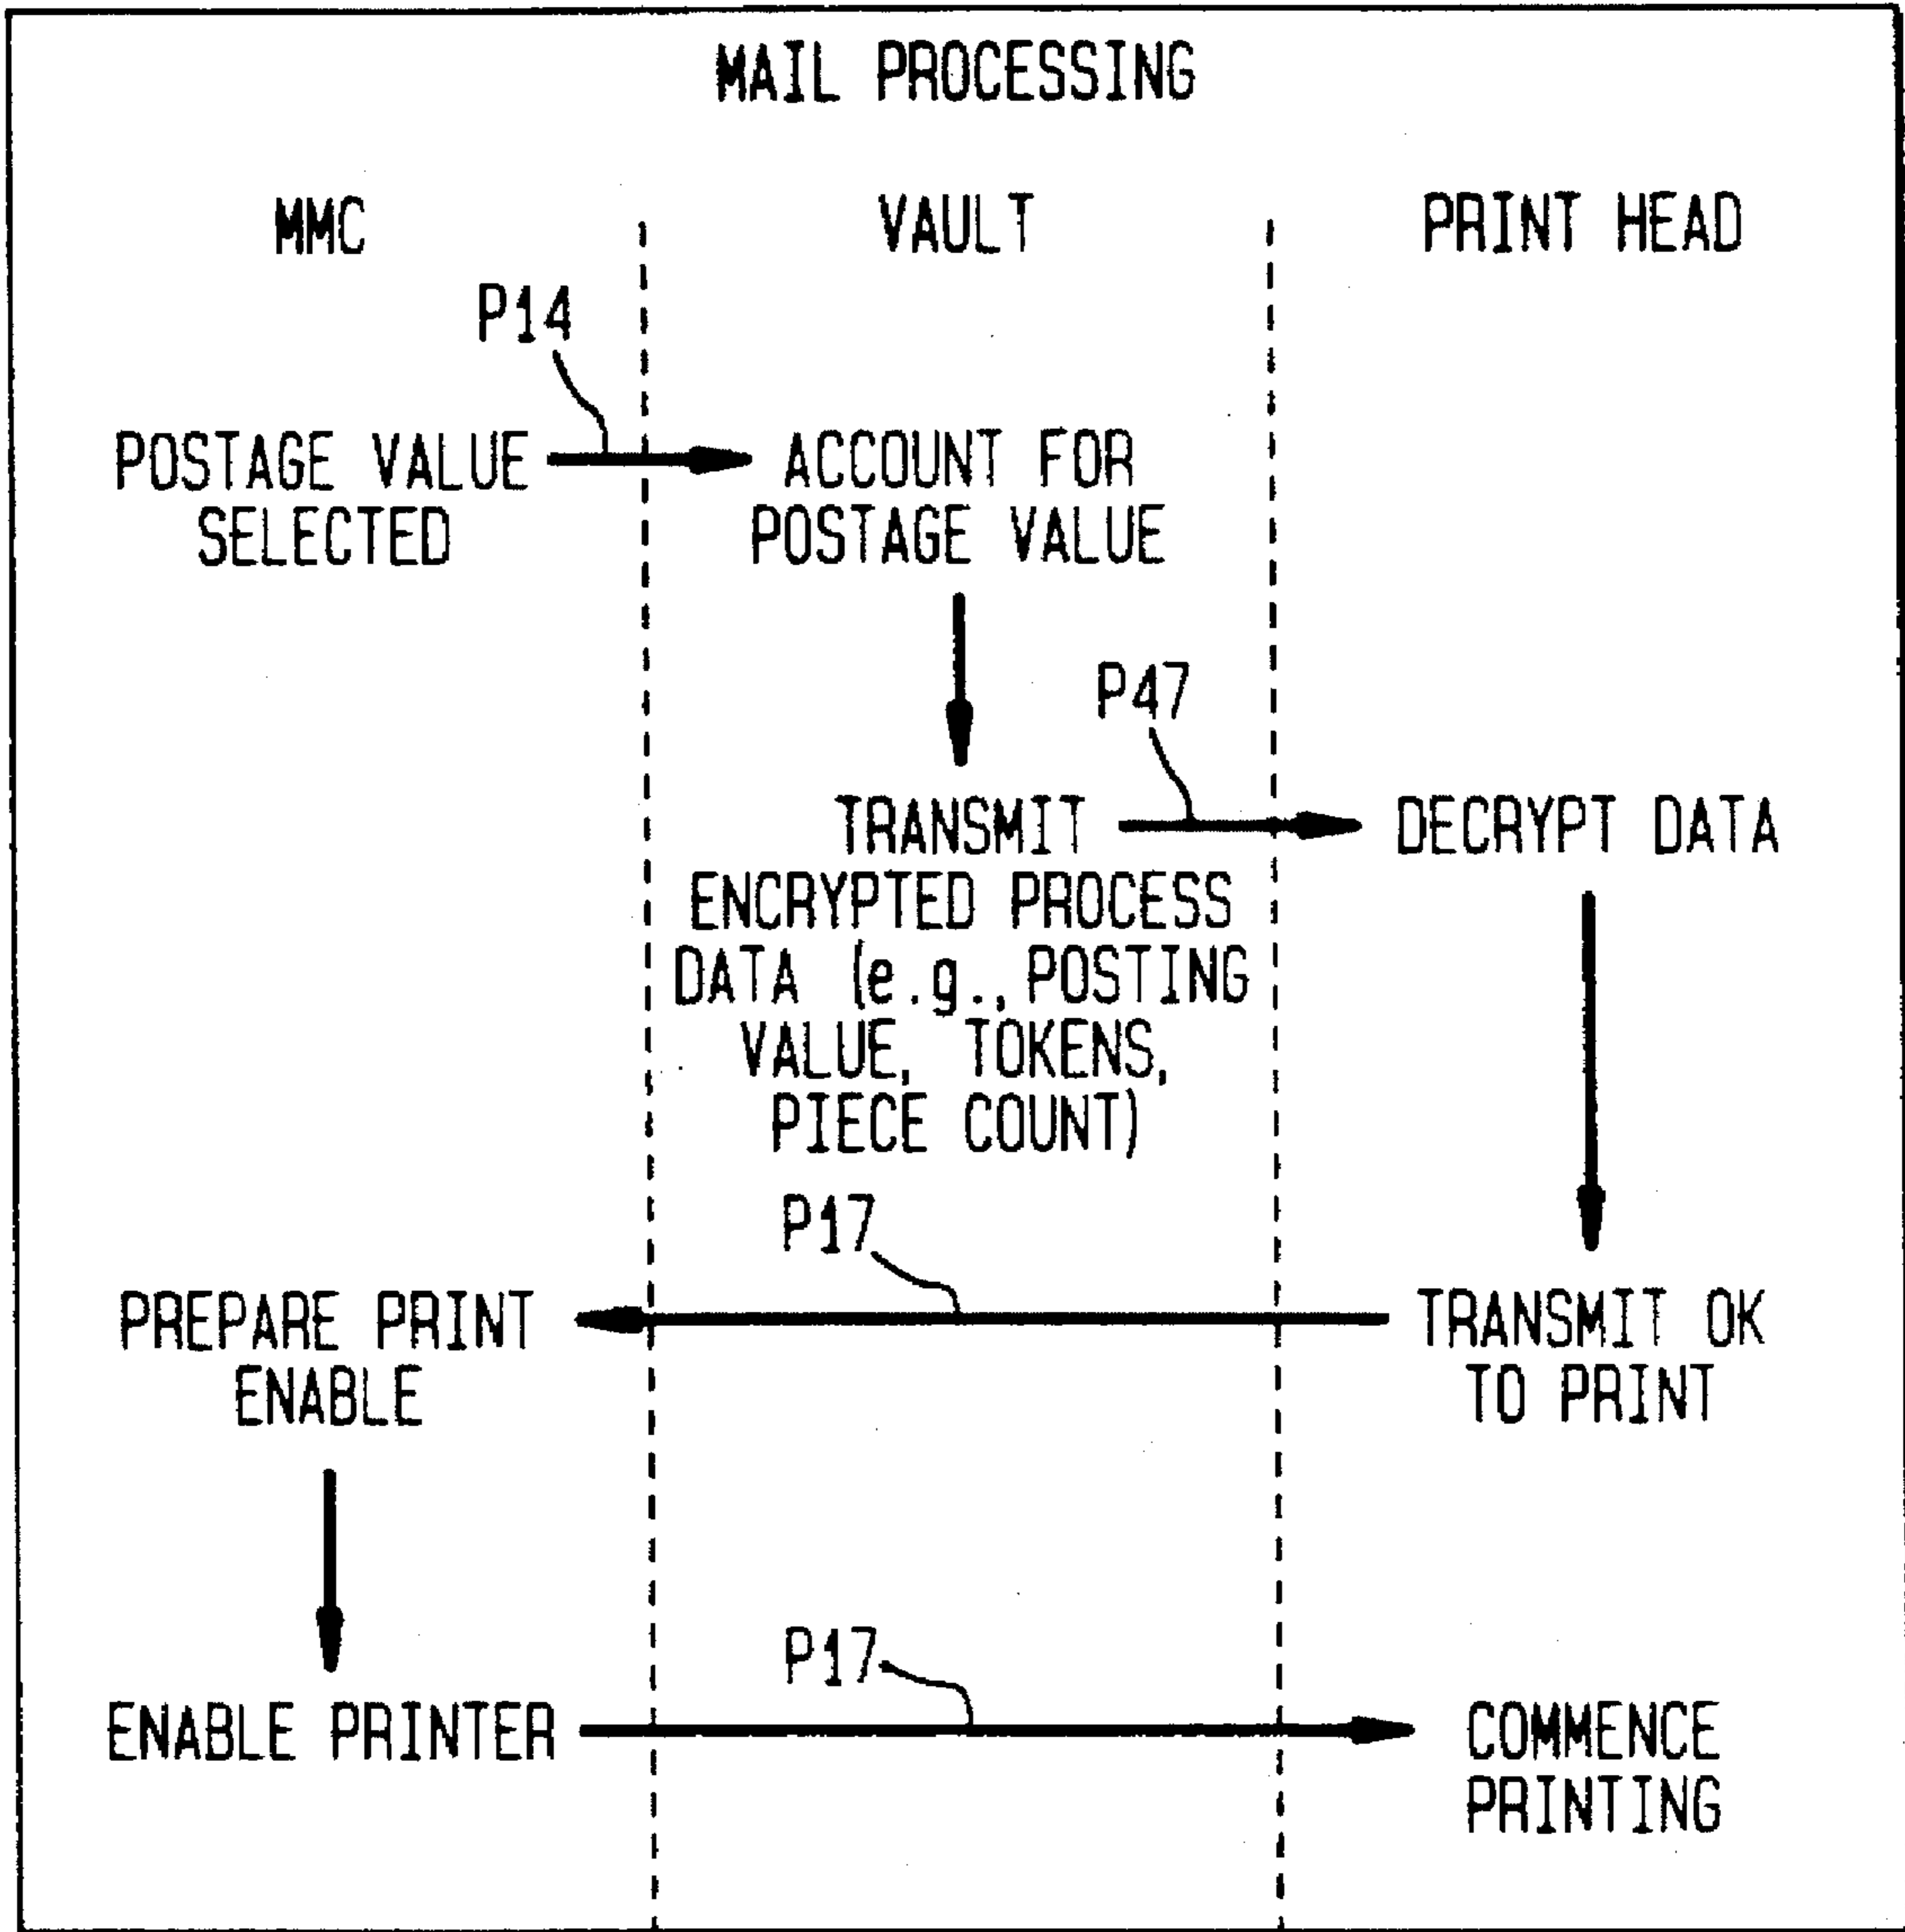 MAIL PROCESSING
MMC
VAULT
PRINT HEAD
P14
POSTAGE VALUE
SELECTED
ACCOUNT FOR
POSTAGE VALUE
P47
TRANSMIT
ENCRYPTED PROCESS
DATA (e.g., POSTING
VALUE, TOKENS,
PIECE COUNT)
DECRYPT DATA
P17
PREPARE PRINT
ENABLE
TRANSMIT OK
TO PRINT
P17
ENABLE PRINTER
COMMENCE
PRINTING